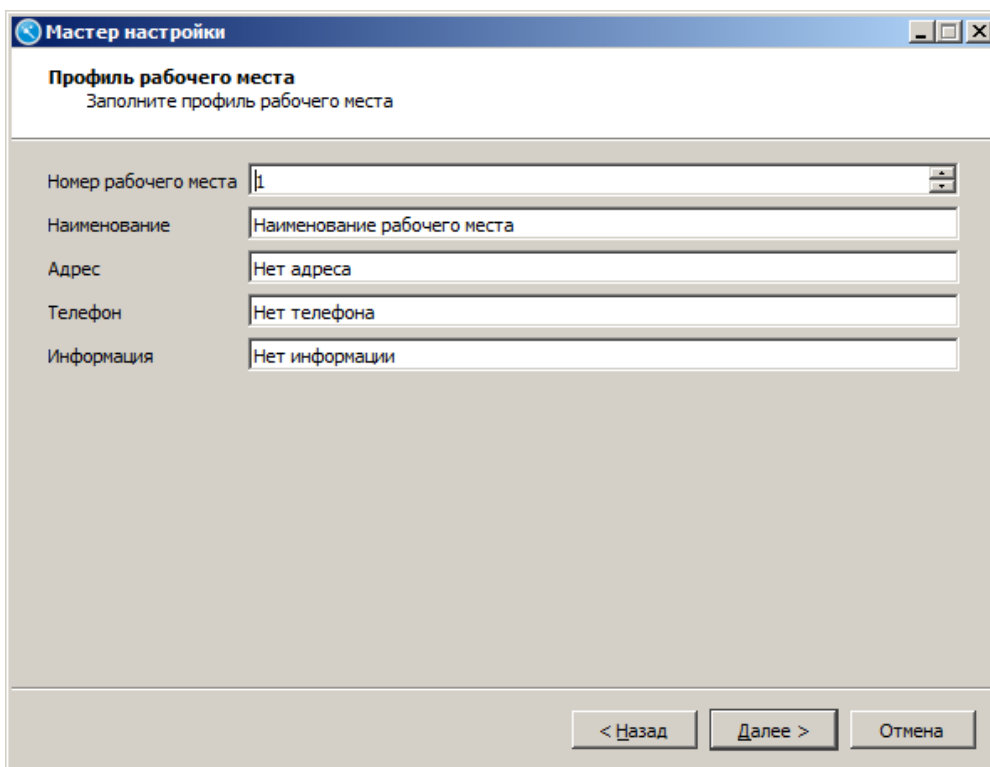 Мастер настройки
Профиль рабочего места
Заполните профиль рабочего места
Номер рабочего места 1
Наименование Наименование рабочего места
Адрес Нет адреса
Телефон Нет телефона
Информация Нет информации
< Назад Далее > Отмена